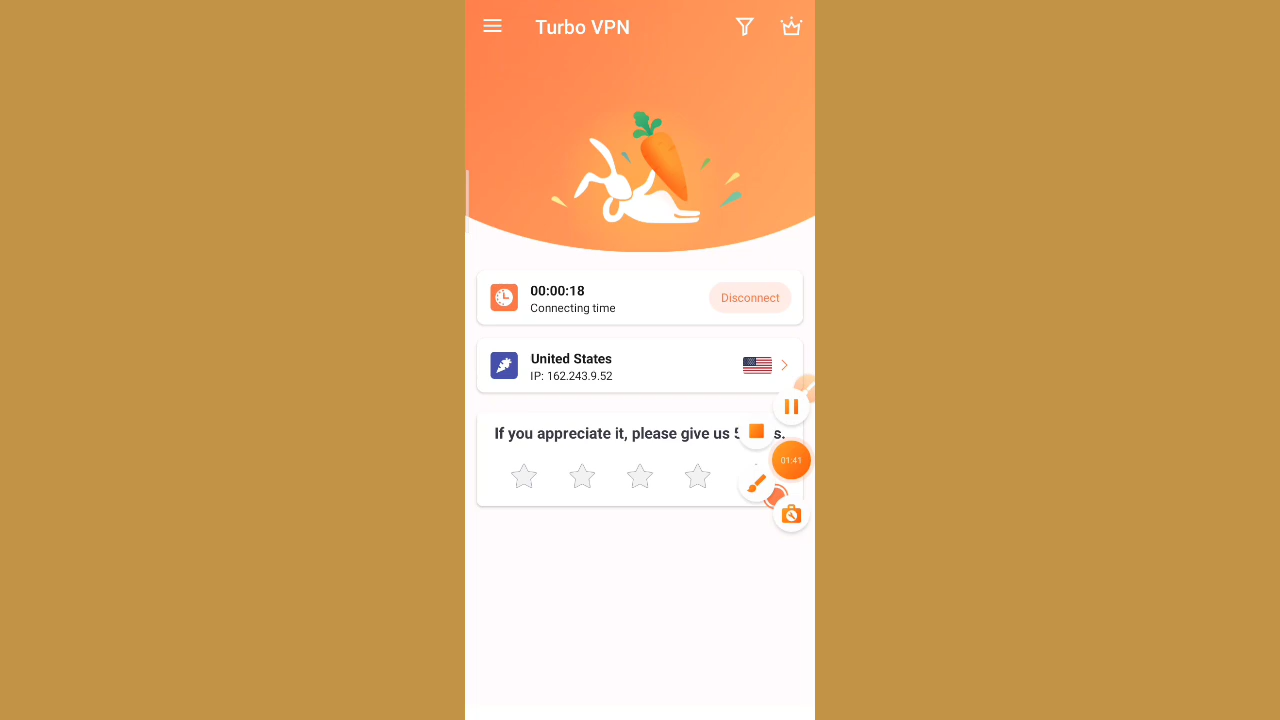 Turbo VPN
00:00:18
Connecting time
Disconnect
United States
IP: 162.243.9.52
If you appreciate it, please give us 5 s.
01:41